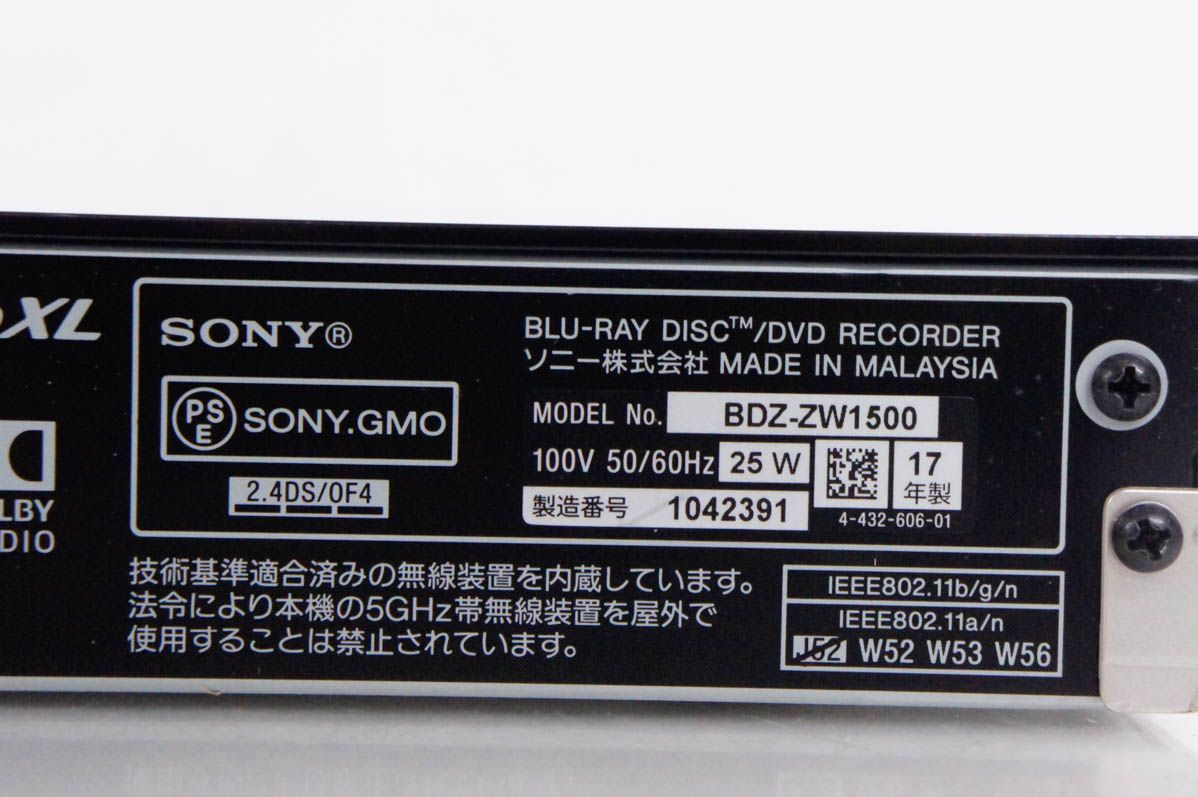 XL
SONY®
BLU-RAY DISC™/DVD RECORDER
ソニー株式会社 MADE IN MALAYSIA
PSE SONY.GMO
MODEL No. BDZ-ZW1500
100V 50/60Hz 25 W
17年製
2.4DS/OF4
製造番号 1042391
4-432-606-01
LBY
DIO
技術基準適合済みの無線装置を内蔵しています。
法令により本機の5GHz帯無線装置を屋外で
使用することは禁止されています。
IEEE802.11b/g/n
IEEE802.11a/n
J52 W52 W53 W56